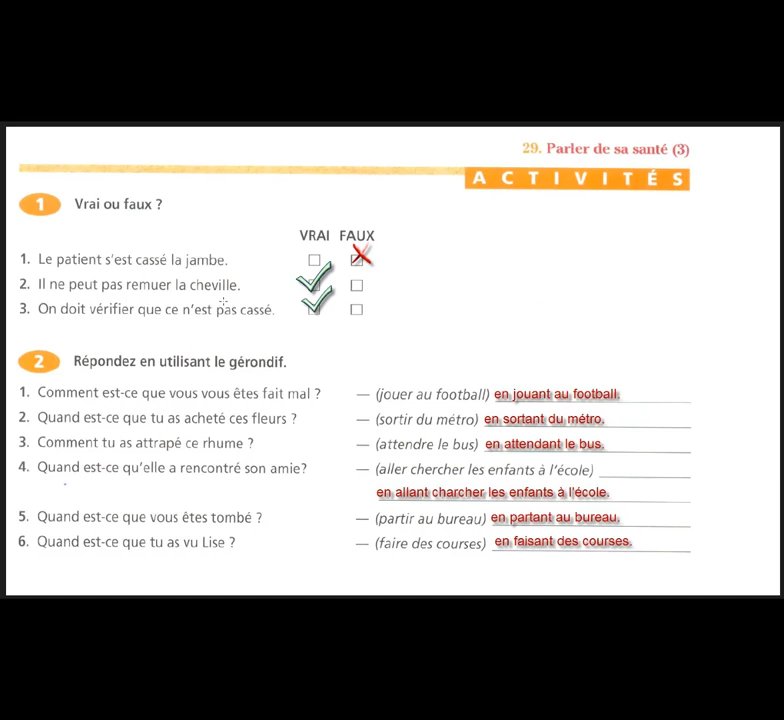 29. Parler de sa santé (3)
ACTIVITÉS
1 Vrai ou faux ?
VRAI FAUX
1. Le patient s'est cassé la jambe.
2. Il ne peut pas remuer la cheville.
3. On doit vérifier que ce n'est pas cassé.
2 Répondez en utilisant le gérondif.
1. Comment est-ce que vous vous êtes fait mal ? — (jouer au football) en jouant au football.
2. Quand est-ce que tu as acheté ces fleurs ? — (sortir du métro) en sortant du métro.
3. Comment tu as attrapé ce rhume ? — (attendre le bus) en attendant le bus.
4. Quand est-ce qu'elle a rencontré son amie? — (aller chercher les enfants à l'école)
en allant charcher les enfants à l'école.
5. Quand est-ce que vous êtes tombé ? — (partir au bureau) en partant au bureau.
6. Quand est-ce que tu as vu Lise ? — (faire des courses) en faisant des courses.